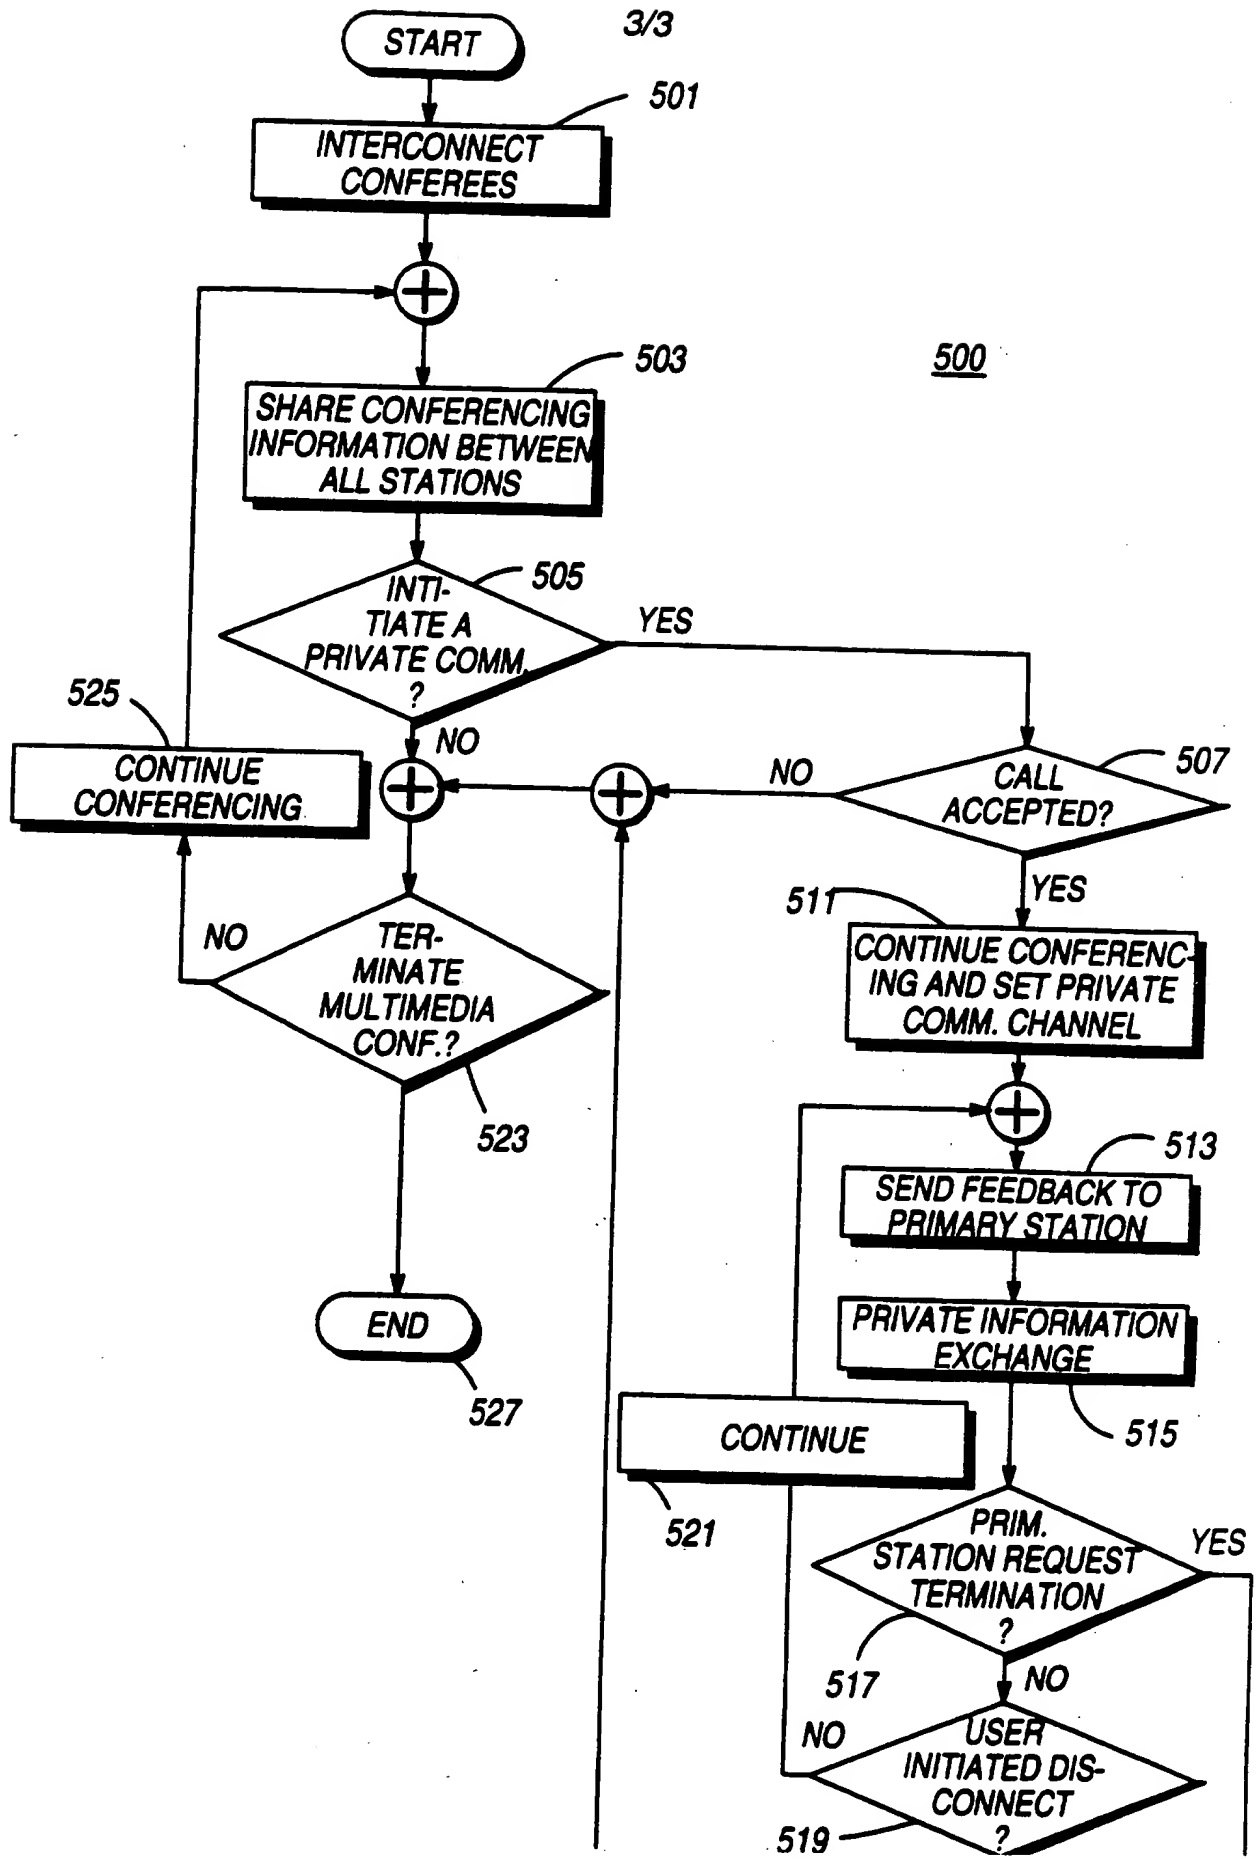 START
3/3
501
INTERCONNECT
CONFEREES
503
500
SHARE CONFERENCING
INFORMATION BETWEEN
ALL STATIONS
505
INTI-
TIATE A
PRIVATE COMM.
?
YES
NO
525
CONTINUE
CONFERENCING
507
CALL
ACCEPTED?
NO
YES
511
CONTINUE CONFERENC-
ING AND SET PRIVATE
COMM. CHANNEL
NO
TER-
MINATE
MULTIMEDIA
CONF.?
523
513
SEND FEEDBACK TO
PRIMARY STATION
END
527
PRIVATE INFORMATION
EXCHANGE
515
CONTINUE
521
PRIM.
STATION REQUEST
TERMINATION
?
YES
517
NO
NO
USER
INITIATED DIS-
CONNECT
?
519